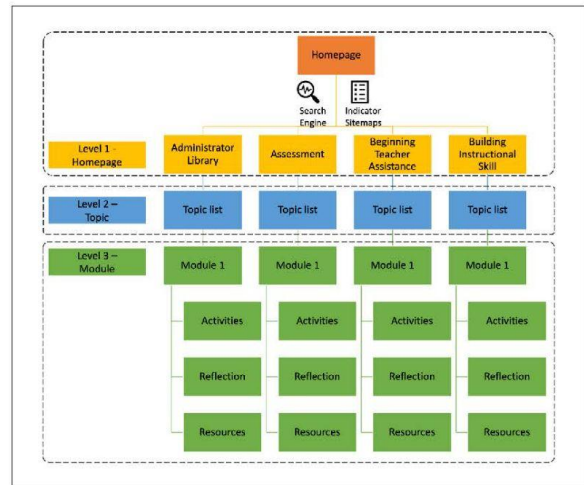 Homepage
Search
Engine
Indicator
Sitemaps
Level 1 -
Homepage
Administrator
Library
Assessment
Beginning
Teacher
Assistance
Building
Instructional
Skill
Level 2 –
Topic
Topic list
Topic list
Topic list
Topic list
Level 3 –
Module
Module 1
Module 1
Module 1
Module 1
Activities
Activities
Activities
Activities
Reflection
Reflection
Reflection
Reflection
Resources
Resources
Resources
Resources